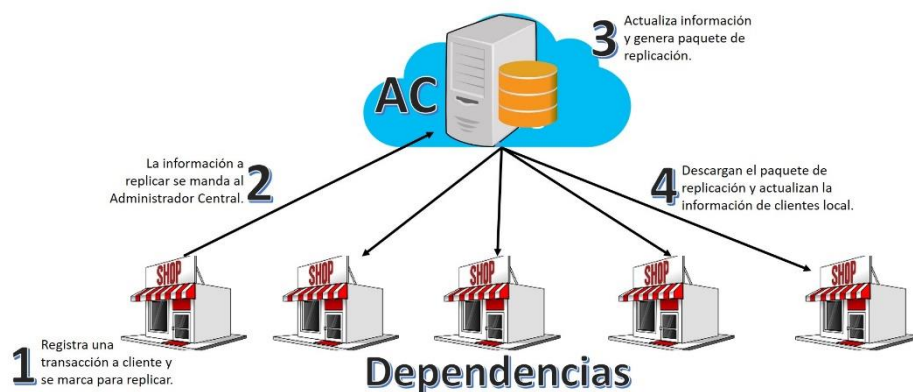 3
Actualiza información
y genera paquete de
replicación.
AC
La información a
replicar se manda al
Administrador Central.
2
4
Descargan el paquete de
replicación y actualizan la
información de clientes local.
SHOP
SHOP
SHOP
SHOP
SHOP
1
Registra una
transacción a cliente y
se marca para replicar.
Dependencias